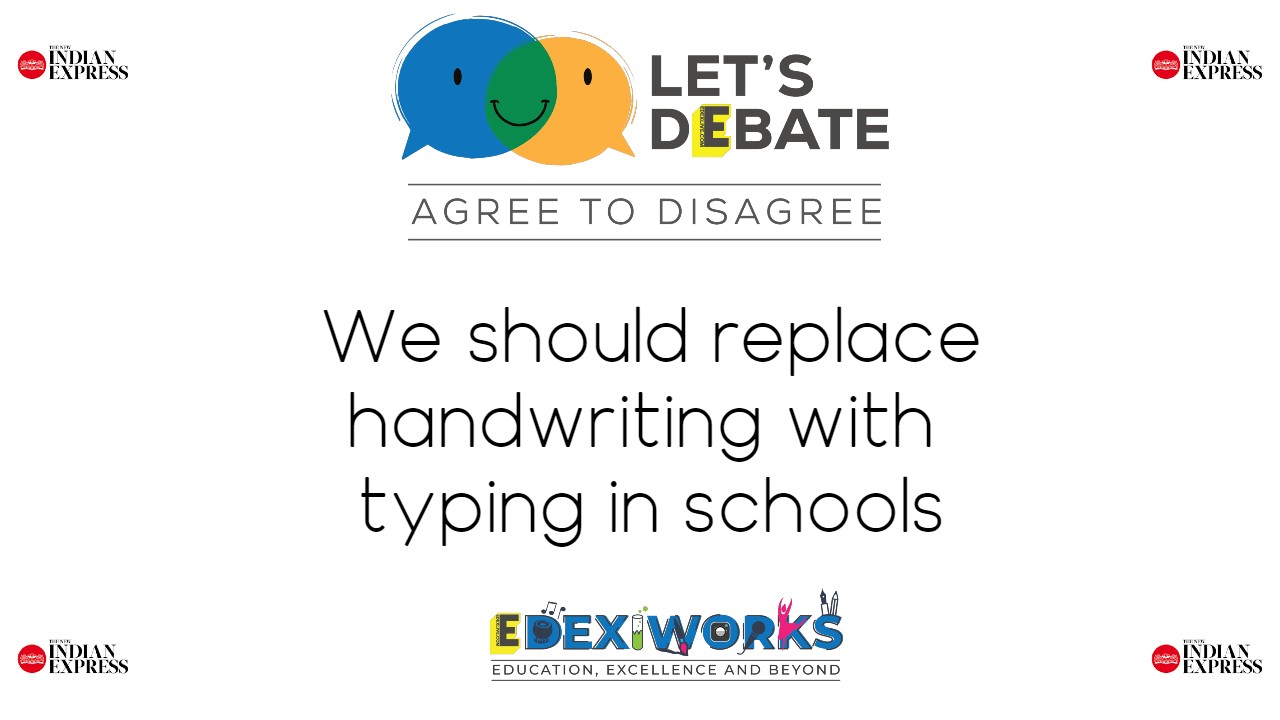 THE NEW
INDIAN
EXPRESS
THE NEW
INDIAN
EXPRESS
LET'S
DEBATE
AGREE TO DISAGREE
We should replace
handwriting with
typing in schools
EDEXIWORKS
EDUCATION, EXCELLENCE AND BEYOND
THE NEW
INDIAN
EXPRESS
THE NEW
INDIAN
EXPRESS